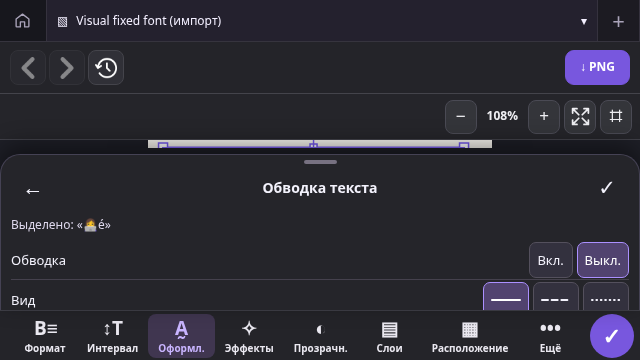 Visual fixed font (импорт)
↓ PNG
108%
Обводка текста
Выделено: «👩‍💼é»
Обводка
Вкл.
Выкл.
Вид
Формат
Интервал
Оформл.
Эффекты
Прозрачн.
Слои
Расположение
Ещё